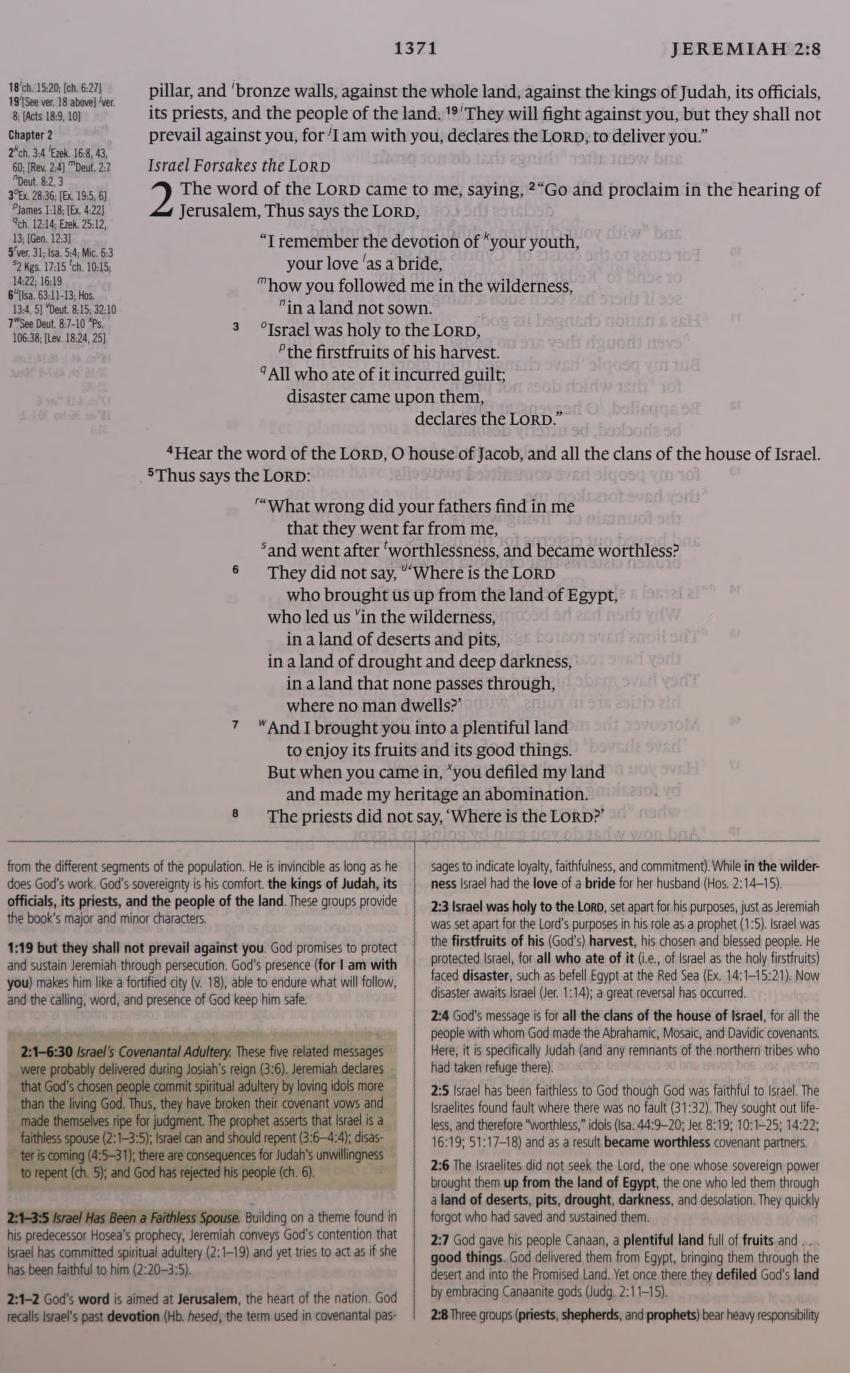 1371
JEREMIAH 2:8
18 ʳch. 15:20; [ch. 6:27]
19 ⁱ[See ver. 18 above] ʲver.
8; [Acts 18:9, 10]
Chapter 2
2 ᵏch. 3:4 ˡEzek. 16:8, 43,
60; [Rev. 2:4] ᵐDeut. 2:7
ⁿDeut. 8:2, 3
3 ᵒEx. 28:36; [Ex. 19:5, 6]
ᵖJames 1:18; [Ex. 4:22]
ᑫch. 12:14; Ezek. 25:12,
13; [Gen. 12:3]
5 ʳver. 31; Isa. 5:4; Mic. 6:3
ˢ2 Kgs. 17:15 ᵗch. 10:15;
14:22; 16:19
6 ᵘ[Isa. 63:11-13; Hos.
13:4, 5] ᵛDeut. 8:15; 32:10
7 ʷSee Deut. 8:7-10 ˣPs.
106:38; [Lev. 18:24, 25]
pillar, and ⁱbronze walls, against the whole land, against the kings of Judah, its officials,
its priests, and the people of the land. ¹⁹ ⁱThey will fight against you, but they shall not
prevail against you, for ʲI am with you, declares the LORD, to deliver you.”
Israel Forsakes the LORD
2 The word of the LORD came to me, saying, ²“Go and proclaim in the hearing of
Jerusalem, Thus says the LORD,
“I remember the devotion of ᵏyour youth,
your love ˡas a bride,
ᵐhow you followed me in the wilderness,
ⁿin a land not sown.
3 ᵒIsrael was holy to the LORD,
ᵖthe firstfruits of his harvest.
ᑫAll who ate of it incurred guilt;
disaster came upon them,
declares the LORD.”
⁴Hear the word of the LORD, O house of Jacob, and all the clans of the house of Israel.
⁵Thus says the LORD:
ʳ“What wrong did your fathers find in me
that they went far from me,
ˢand went after ᵗworthlessness, and became worthless?
6 They did not say, ᵘ‘Where is the LORD
who brought us up from the land of Egypt,
who led us ᵛin the wilderness,
in a land of deserts and pits,
in a land of drought and deep darkness,
in a land that none passes through,
where no man dwells?’
7 ʷAnd I brought you into a plentiful land
to enjoy its fruits and its good things.
But when you came in, ˣyou defiled my land
and made my heritage an abomination.
8 The priests did not say, ‘Where is the LORD?’
from the different segments of the population. He is invincible as long as he
does God’s work. God’s sovereignty is his comfort. the kings of Judah, its
officials, its priests, and the people of the land. These groups provide
the book’s major and minor characters.
1:19 but they shall not prevail against you. God promises to protect
and sustain Jeremiah through persecution. God’s presence (for I am with
you) makes him like a fortified city (v. 18), able to endure what will follow,
and the calling, word, and presence of God keep him safe.
2:1–6:30 Israel’s Covenantal Adultery. These five related messages
were probably delivered during Josiah’s reign (3:6). Jeremiah declares
that God’s chosen people commit spiritual adultery by loving idols more
than the living God. Thus, they have broken their covenant vows and
made themselves ripe for judgment. The prophet asserts that Israel is a
faithless spouse (2:1–3:5); Israel can and should repent (3:6–4:4); disas-
ter is coming (4:5–31); there are consequences for Judah’s unwillingness
to repent (ch. 5); and God has rejected his people (ch. 6).
2:1–3:5 Israel Has Been a Faithless Spouse. Building on a theme found in
his predecessor Hosea’s prophecy, Jeremiah conveys God’s contention that
Israel has committed spiritual adultery (2:1–19) and yet tries to act as if she
has been faithful to him (2:20–3:5).
2:1–2 God’s word is aimed at Jerusalem, the heart of the nation. God
recalls Israel’s past devotion (Hb. hesed, the term used in covenantal pas-
sages to indicate loyalty, faithfulness, and commitment). While in the wilder-
ness Israel had the love of a bride for her husband (Hos. 2:14–15).
2:3 Israel was holy to the LORD, set apart for his purposes, just as Jeremiah
was set apart for the Lord’s purposes in his role as a prophet (1:5). Israel was
the firstfruits of his (God’s) harvest, his chosen and blessed people. He
protected Israel, for all who ate of it (i.e., of Israel as the holy firstfruits)
faced disaster, such as befell Egypt at the Red Sea (Ex. 14:1–15:21). Now
disaster awaits Israel (Jer. 1:14); a great reversal has occurred.
2:4 God’s message is for all the clans of the house of Israel, for all the
people with whom God made the Abrahamic, Mosaic, and Davidic covenants.
Here, it is specifically Judah (and any remnants of the northern tribes who
had taken refuge there).
2:5 Israel has been faithless to God though God was faithful to Israel. The
Israelites found fault where there was no fault (31:32). They sought out life-
less, and therefore “worthless,” idols (Isa. 44:9–20; Jer. 8:19; 10:1–25; 14:22;
16:19; 51:17–18) and as a result became worthless covenant partners.
2:6 The Israelites did not seek the Lord, the one whose sovereign power
brought them up from the land of Egypt, the one who led them through
a land of deserts, pits, drought, darkness, and desolation. They quickly
forgot who had saved and sustained them.
2:7 God gave his people Canaan, a plentiful land full of fruits and . . .
good things. God delivered them from Egypt, bringing them through the
desert and into the Promised Land. Yet once there they defiled God’s land
by embracing Canaanite gods (Judg. 2:11–15).
2:8 Three groups (priests, shepherds, and prophets) bear heavy responsibility